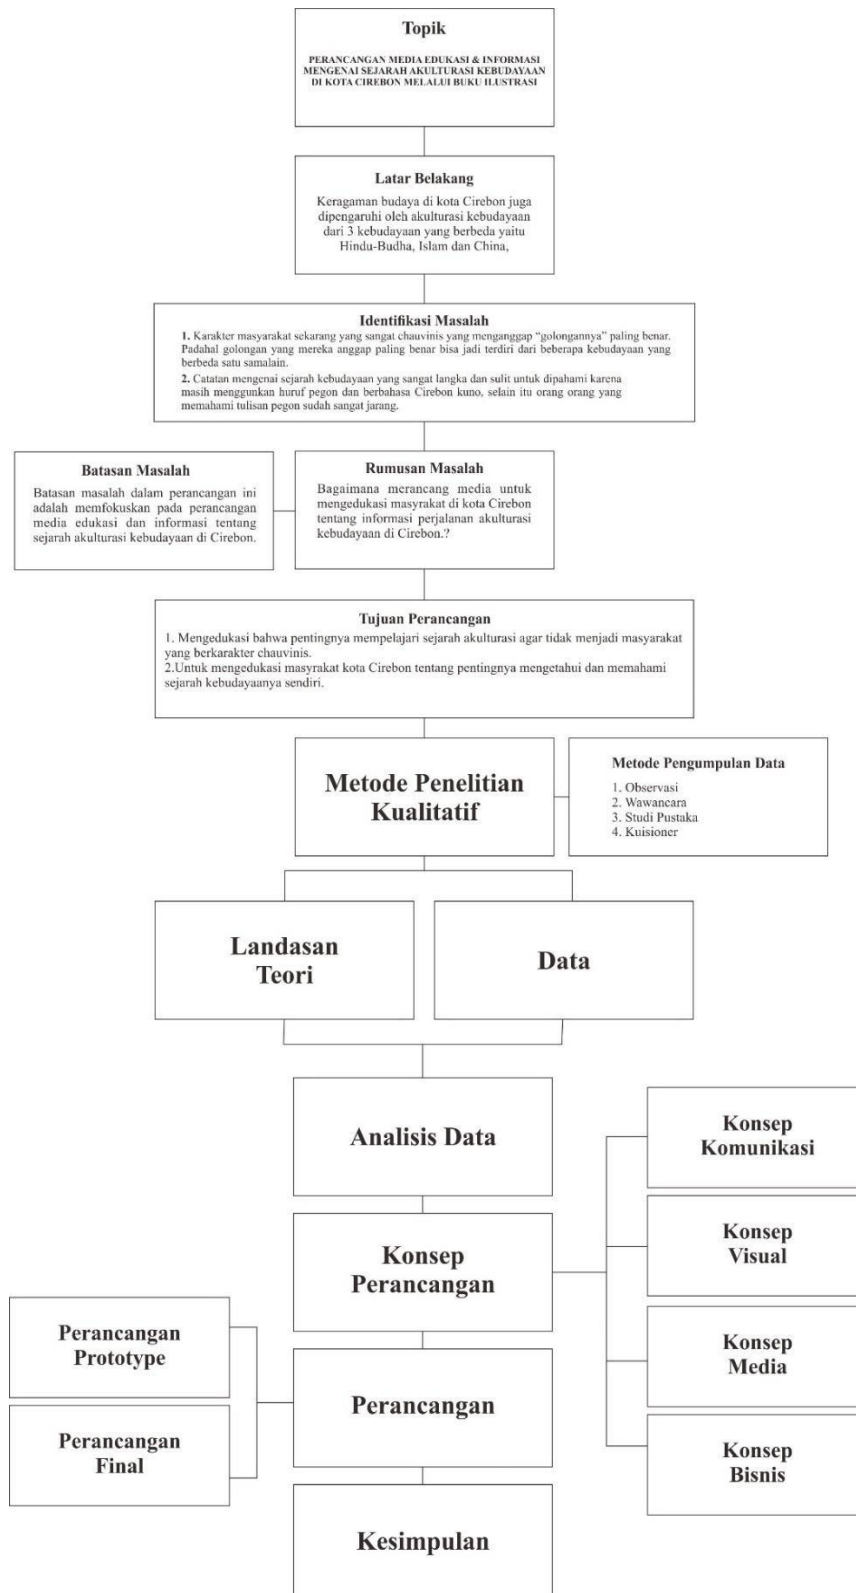 Topik
PERANCANGAN MEDIA EDUKASI & INFORMASI
MENGENAI SEJARAH AKULTURASI KEBUDAYAAN
DI KOTA CIREBON MELALUI BUKU ILUSTRASI
Latar Belakang
Keragaman budaya di kota Cirebon juga
dipengaruhi oleh akulturasi kebudayaan
dari 3 kebudayaan yang berbeda yaitu
Hindu-Budha, Islam dan China,
Identifikasi Masalah
1. Karakter masyarakat sekarang yang sangat chauvinis yang menganggap “golongannya” paling benar.
Padahal golongan yang mereka anggap paling benar bisa jadi terdiri dari beberapa kebudayaan yang
berbeda satu samalain.
2. Catatan mengenai sejarah kebudayaan yang sangat langka dan sulit untuk dipahami karena
masih menggunkan huruf pegon dan berbahasa Cirebon kuno, selain itu orang orang yang
memahami tulisan pegon sudah sangat jarang.
Batasan Masalah
Batasan masalah dalam perancangan ini
adalah memfokuskan pada perancangan
media edukasi dan informasi tentang
sejarah akulturasi kebudayaan di Cirebon.
Rumusan Masalah
Bagaimana merancang media untuk
mengedukasi masyrakat di kota Cirebon
tentang informasi perjalanan akulturasi
kebudayaan di Cirebon.?
Tujuan Perancangan
1. Mengedukasi bahwa pentingnya mempelajari sejarah akulturasi agar tidak menjadi masyarakat
yang berkarakter chauvinis.
2.Untuk mengedukasi masyrakat kota Cirebon tentang pentingnya mengetahui dan memahami
sejarah kebudayaanya sendiri.
Metode Penelitian
Kualitatif
Metode Pengumpulan Data
1. Observasi
2. Wawancara
3. Studi Pustaka
4. Kuisioner
Landasan
Teori
Data
Analisis Data
Konsep
Perancangan
Konsep
Komunikasi
Konsep
Visual
Konsep
Media
Konsep
Bisnis
Perancangan
Perancangan
Prototype
Perancangan
Final
Kesimpulan